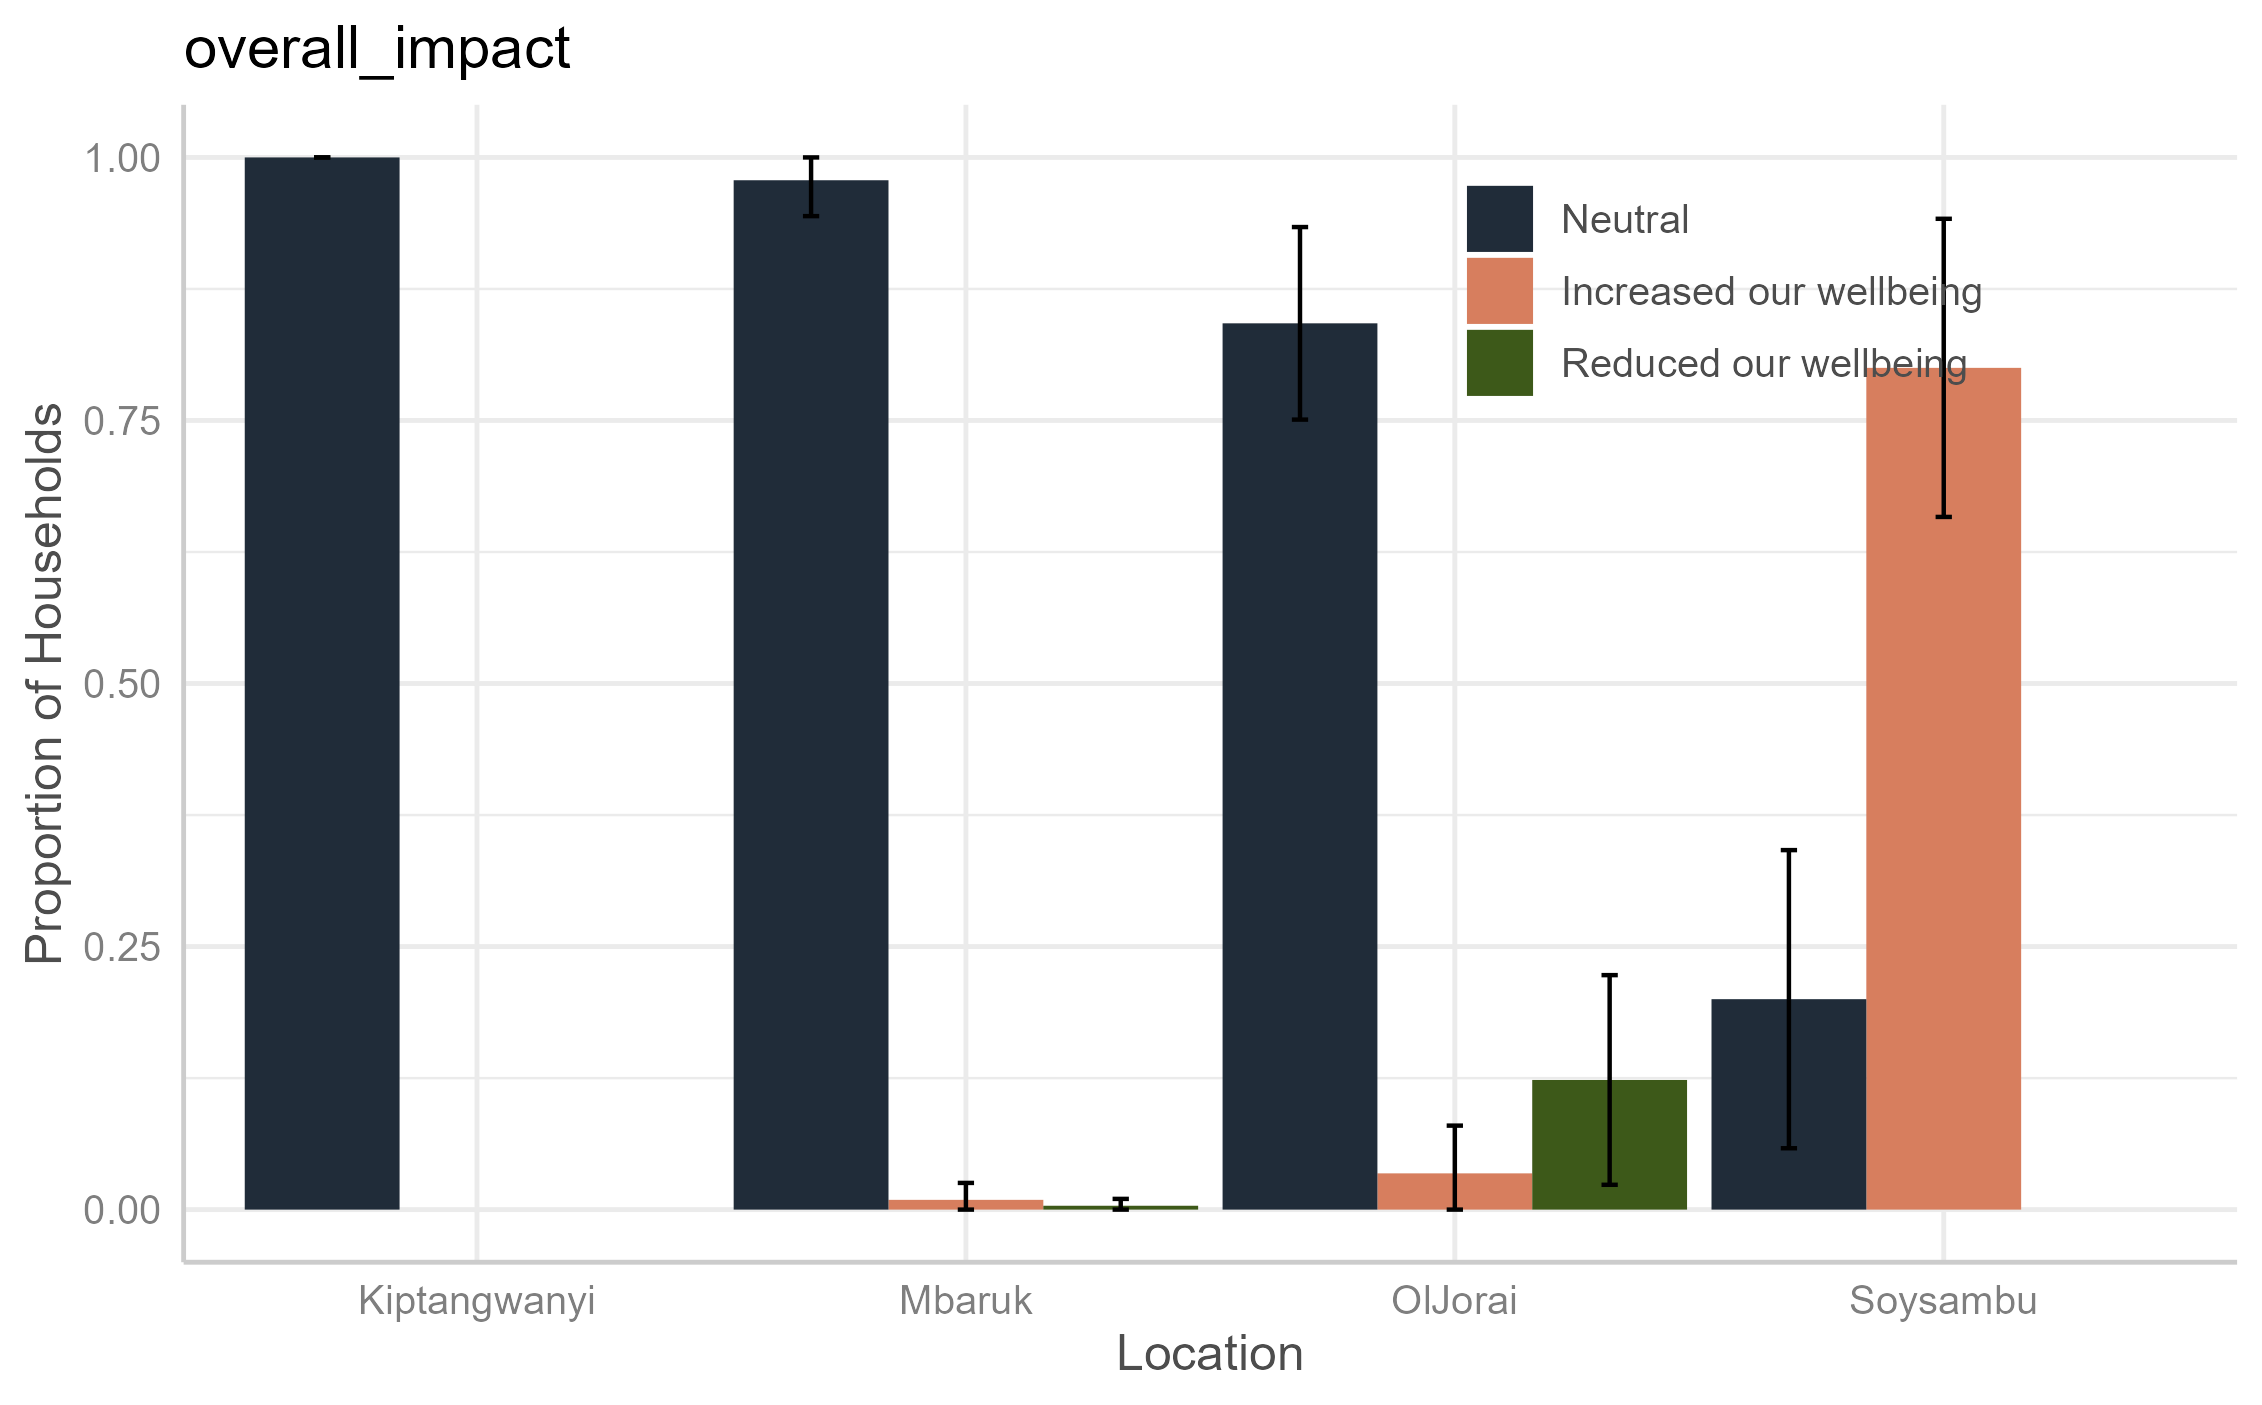 overall_impact
1.00
0.75
0.50
0.25
0.00
Proportion of Households
Neutral
Increased our wellbeing
Reduced our wellbeing
Kiptangwanyi
Mbaruk
OlJorai
Soysambu
Location